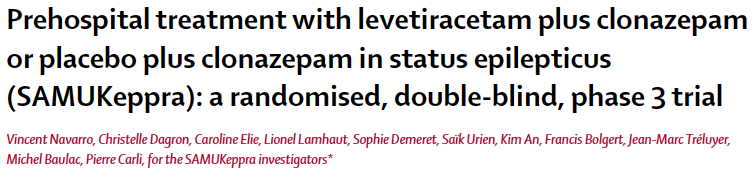 Prehospital treatment with levetiracetam plus clonazepam
or placebo plus clonazepam in status epilepticus
(SAMUKeppra): a randomised, double-blind, phase 3 trial
Vincent Navarro, Christelle Dagron, Caroline Elie, Lionel Lamhaut, Sophie Demeret, Saïk Urien, Kim An, Francis Bolgert, Jean-Marc Tréluyer,
Michel Baulac, Pierre Carli, for the SAMUKeppra investigators*